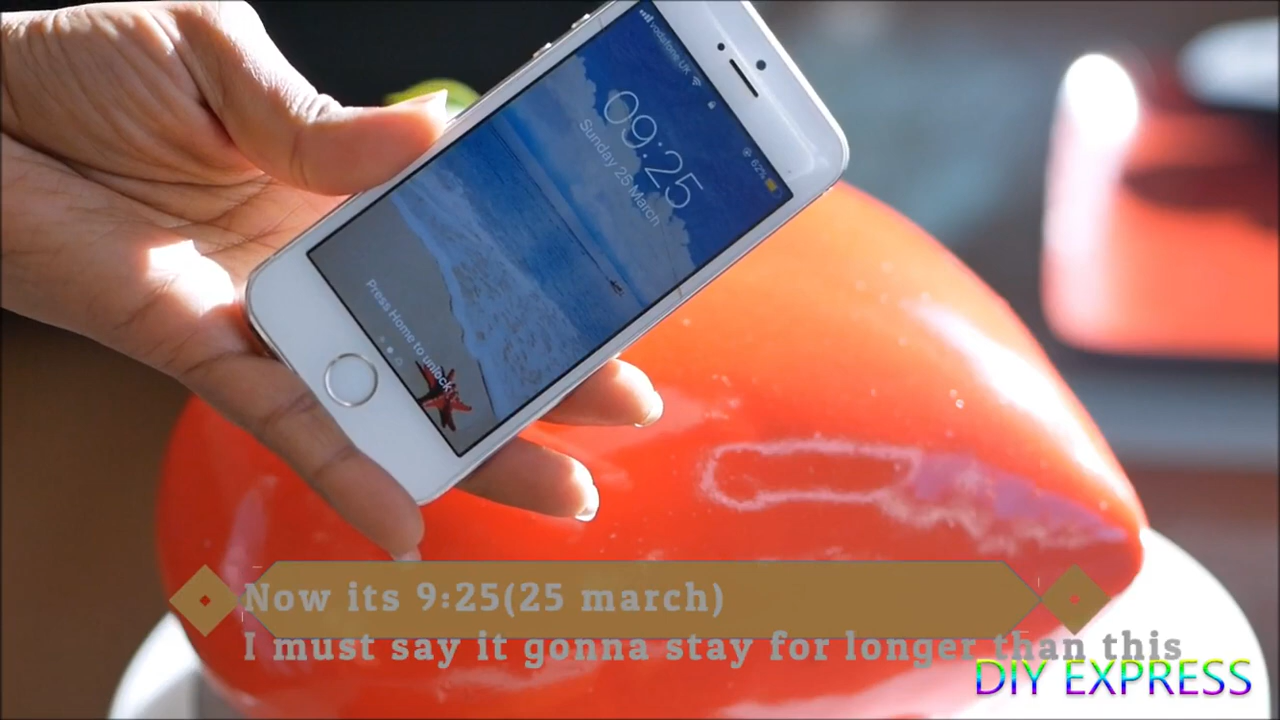 vodafone UK
62%
09:25
Sunday 25 March
Press Home to unlock
Now its 9:25(25 march)
I must say it gonna stay for longer than this
DIY EXPRESS